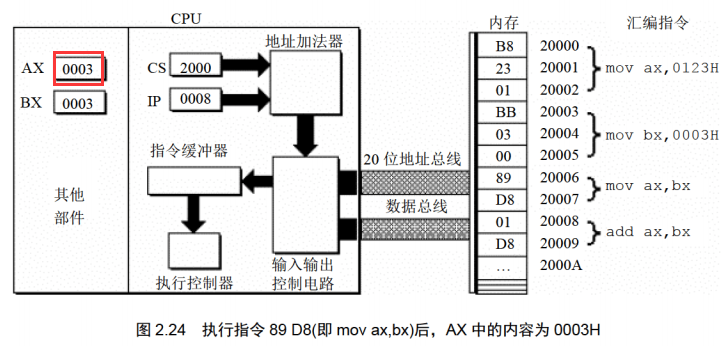 CPU
内存
汇编指令
地址加法器
AX 0003
BX 0003
CS 2000
IP 0008
指令缓冲器
其他
部件
执行控制器
输入输出
控制电路
20 位地址总线
数据总线
B8 20000
23 20001
01 20002
mov ax,0123H
BB 20003
03 20004
00 20005
mov bx,0003H
89 20006
D8 20007
mov ax,bx
01 20008
D8 20009
add ax,bx
… 2000A
图 2.24 执行指令 89 D8(即 mov ax,bx)后，AX 中的内容为 0003H